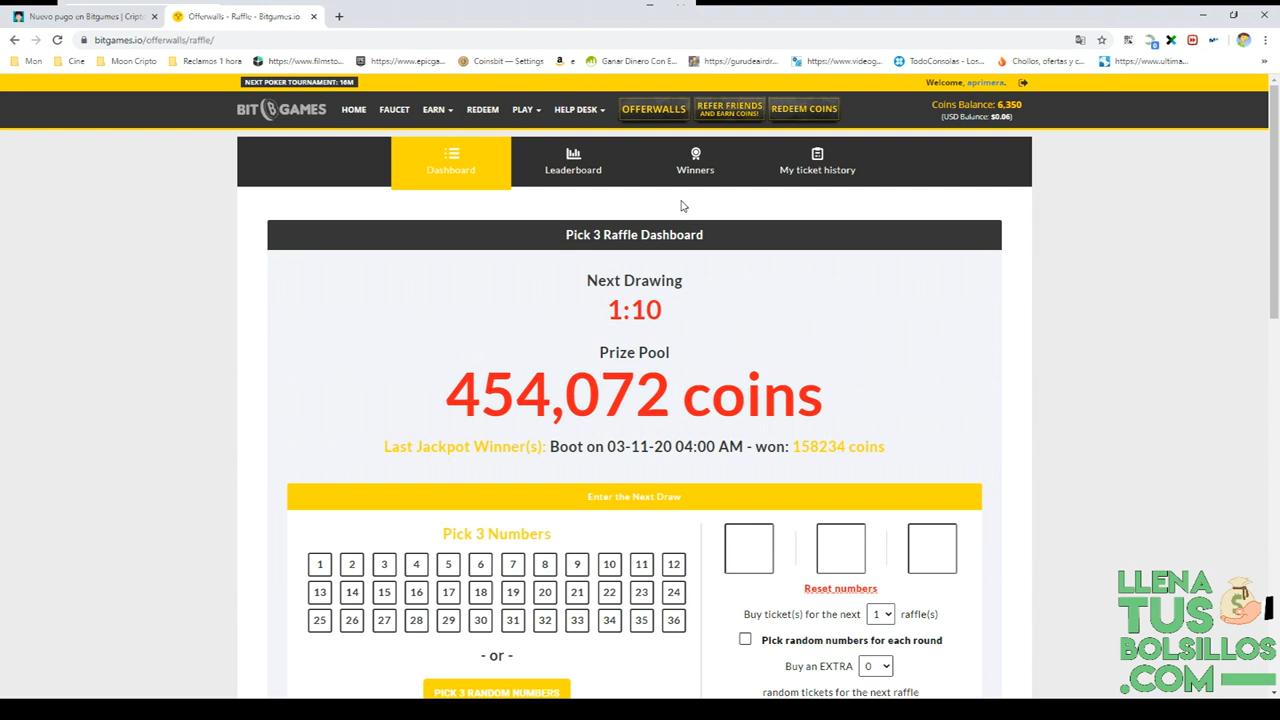 Nuevo pago en Bitgames | Cripto
Offerwalls - Raffle - Bitgames.io
bitgames.io/offerwalls/raffle/
Mon
Cine
Moon Cripto
Reclamos 1 hora
https://www.filmsto...
https://www.epicga...
Coinsbit — Settings
e
Ganar Dinero Con E...
https://gurudeairdr...
https://www.videog...
TodoConsolas - Los...
Chollos, ofertas y c...
https://www.ultima...
NEXT POKER TOURNAMENT: 16M
Welcome, aprimera.
BIT GAMES
HOME
FAUCET
EARN
REDEEM
PLAY
HELP DESK
OFFERWALLS
REFER FRIENDS
AND EARN COINS!
REDEEM COINS
Coins Balance: 6,350
(USD Balance: $0.06)
Dashboard
Leaderboard
Winners
My ticket history
Pick 3 Raffle Dashboard
Next Drawing
1:10
Prize Pool
454,072 coins
Last Jackpot Winner(s): Boot on 03-11-20 04:00 AM - won: 158234 coins
Enter the Next Draw
Pick 3 Numbers
1 2 3 4 5 6 7 8 9 10 11 12
13 14 15 16 17 18 19 20 21 22 23 24
25 26 27 28 29 30 31 32 33 34 35 36
- or -
PICK 3 RANDOM NUMBERS
Reset numbers
Buy ticket(s) for the next 1 raffle(s)
Pick random numbers for each round
Buy an EXTRA 0
random tickets for the next raffle
LLENA
TUS
BOLSILLOS
.COM